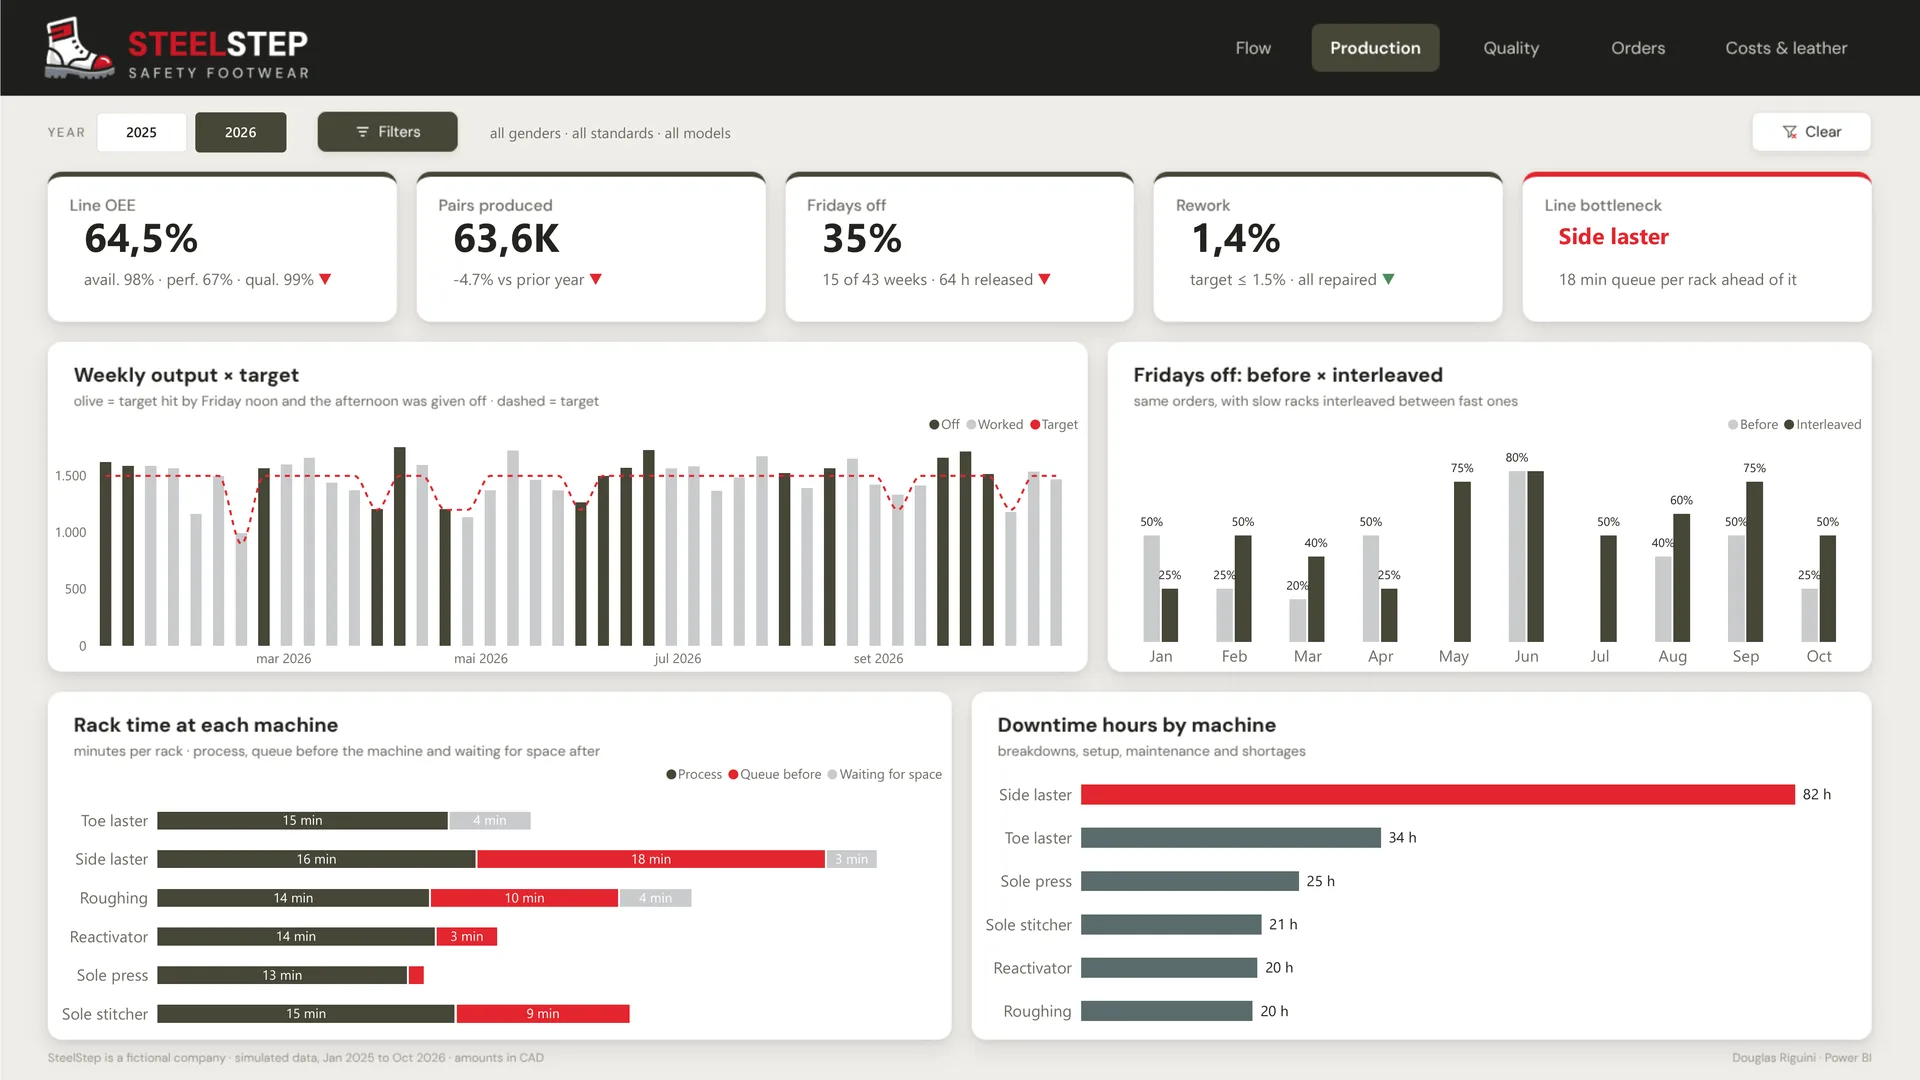 STEELSTEP
SAFETY FOOTWEAR
Flow
Production
Quality
Orders
Costs & leather
YEAR
2025
2026
Filters
all genders · all standards · all models
Clear
Line OEE
64,5%
avail. 98% · perf. 67% · qual. 99% ▼
Pairs produced
63,6K
-4.7% vs prior year ▼
Fridays off
35%
15 of 43 weeks · 64 h released ▼
Rework
1,4%
target ≤ 1.5% · all repaired ▼
Line bottleneck
Side laster
18 min queue per rack ahead of it
Weekly output × target
olive = target hit by Friday noon and the afternoon was given off · dashed = target
Off Worked Target
1.500
1.000
500
0
mar 2026 mai 2026 jul 2026 set 2026
Fridays off: before × interleaved
same orders, with slow racks interleaved between fast ones
Before Interleaved
50% 25% 25% 50% 20% 40% 50% 25% 75% 80% 50% 40% 60% 50% 75% 25% 50%
Jan Feb Mar Apr May Jun Jul Aug Sep Oct
Rack time at each machine
minutes per rack · process, queue before the machine and waiting for space after
Process Queue before Waiting for space
Toe laster 15 min 4 min
Side laster 16 min 18 min 3 min
Roughing 14 min 10 min 4 min
Reactivator 14 min 3 min
Sole press 13 min
Sole stitcher 15 min 9 min
Downtime hours by machine
breakdowns, setup, maintenance and shortages
Side laster 82 h
Toe laster 34 h
Sole press 25 h
Sole stitcher 21 h
Reactivator 20 h
Roughing 20 h
SteelStep is a fictional company · simulated data, Jan 2025 to Oct 2026 · amounts in CAD
Douglas Riguini · Power BI